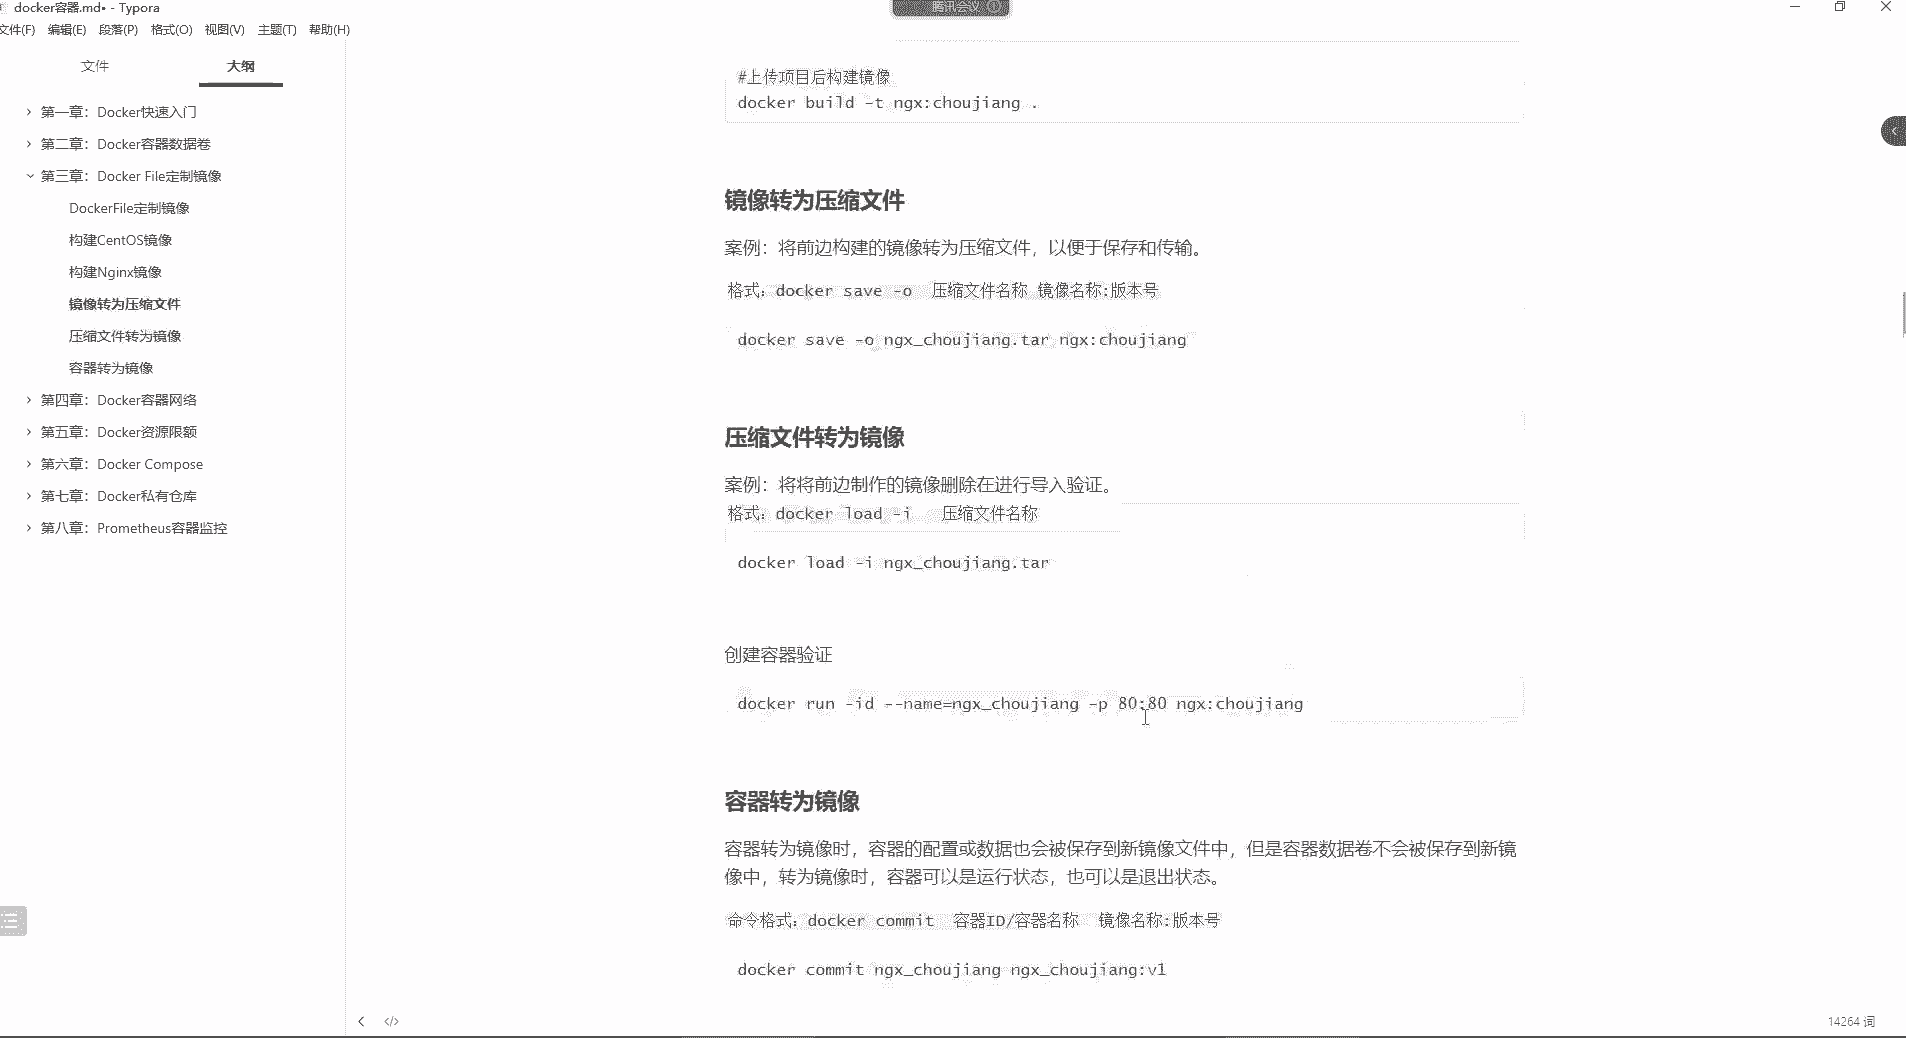 docker容器.md• - Typora
腾讯会议
文件(F) 编辑(E) 段落(P) 格式(O) 视图(V) 主题(T) 帮助(H)
文件 大纲
第一章：Docker快速入门
第二章：Docker容器数据卷
第三章：Docker File定制镜像
DockerFile定制镜像
构建CentOS镜像
构建Nginx镜像
镜像转为压缩文件
压缩文件转为镜像
容器转为镜像
第四章：Docker容器网络
第五章：Docker资源限额
第六章：Docker Compose
第七章：Docker私有仓库
第八章：Prometheus容器监控
#上传项目后构建镜像
docker build -t ngx:choujiang .
镜像转为压缩文件
案例：将前边构建的镜像转为压缩文件，以便于保存和传输。
格式：docker save -o 压缩文件名称 镜像名称:版本号
docker save -o ngx_choujiang.tar ngx:choujiang
压缩文件转为镜像
案例：将将前边制作的镜像删除在进行导入验证。
格式：docker load -i 压缩文件名称
docker load -i ngx_choujiang.tar
创建容器验证
docker run -id --name=ngx_choujiang -p 80:80 ngx:choujiang
容器转为镜像
容器转为镜像时，容器的配置或数据也会被保存到新镜像文件中，但是容器数据卷不会被保存到新镜
像中，转为镜像时，容器可以是运行状态，也可以是退出状态。
命令格式：docker commit 容器ID/容器名称 镜像名称:版本号
docker commit ngx_choujiang ngx_choujiang:v1
</>
14264 词